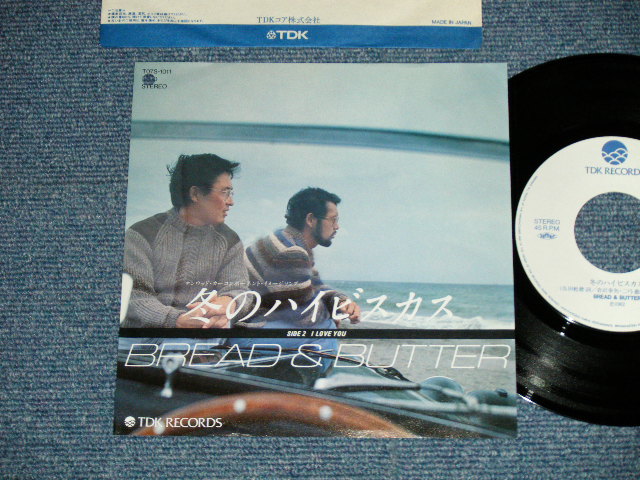 TDKコア株式会社
MADE IN JAPAN
TDK
T07S-1011
STEREO
冬のハイビスカス
SIDE 2 I LOVE YOU
BREAD & BUTTER
TDK RECORDS
TDK RECORDS
STEREO
45 R.P.M.
冬のハイビスカス
BREAD & BUTTER